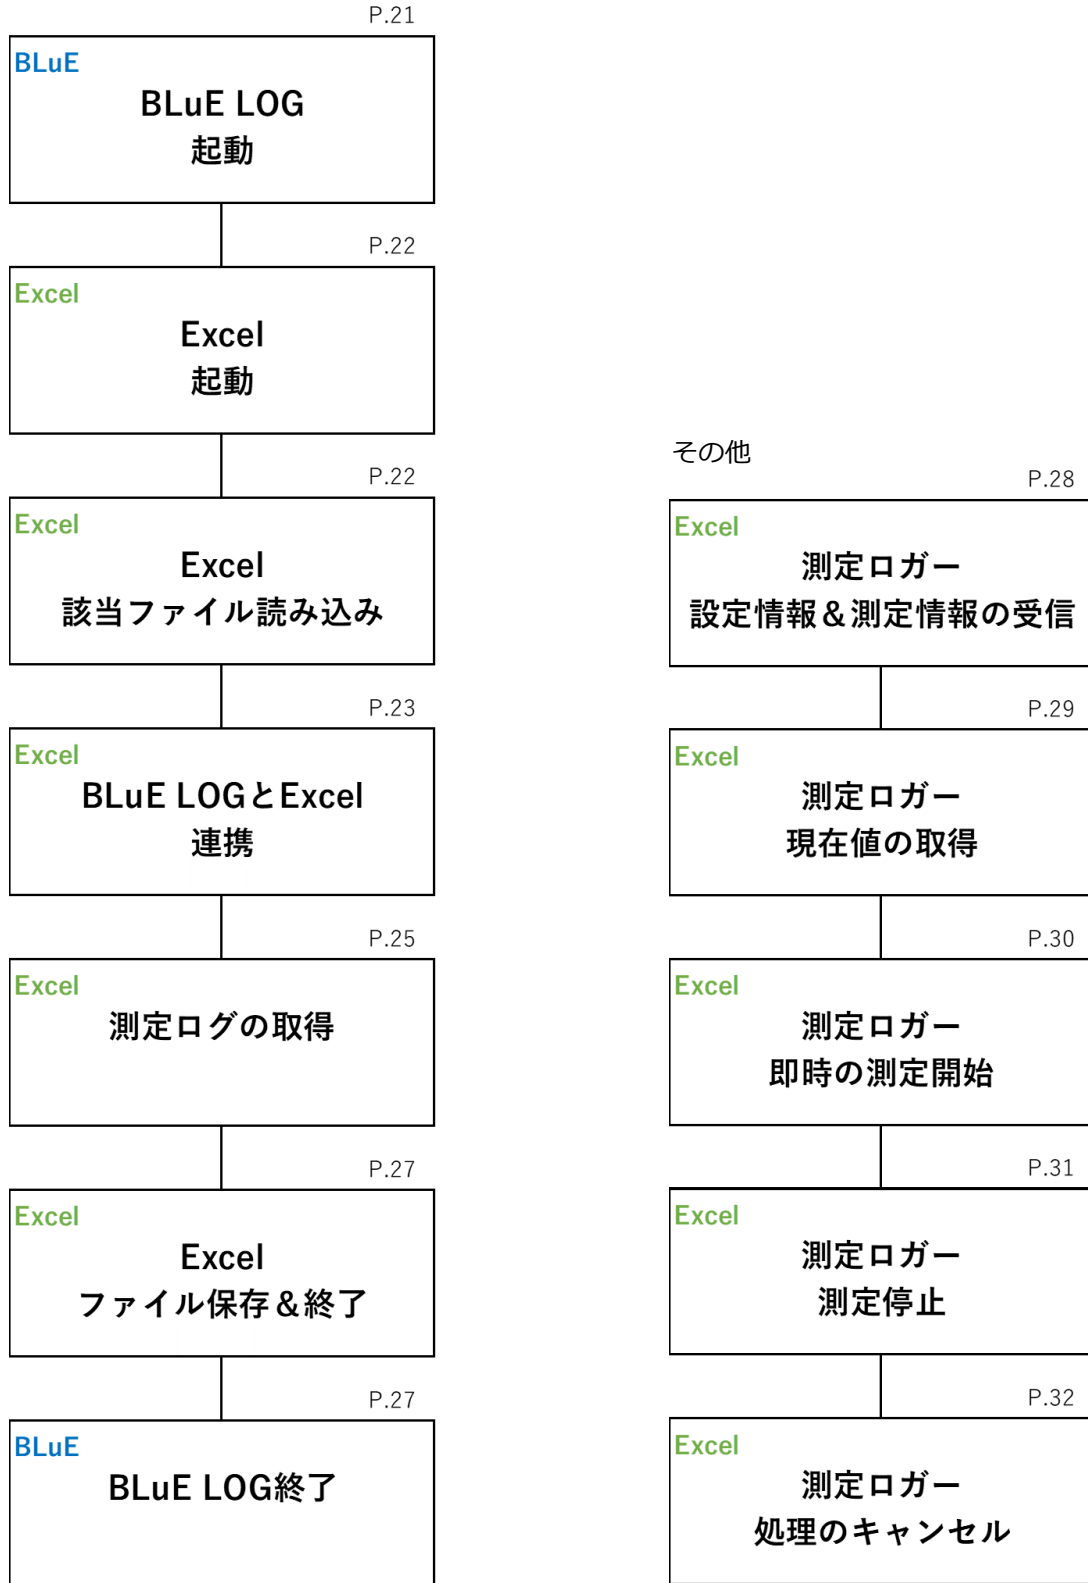 P.21
BLuE
BLuE LOG
起動
P.22
Excel
Excel
起動
P.22
Excel
Excel
該当ファイル読み込み
P.23
Excel
BLuE LOGとExcel
連携
P.25
Excel
測定ログの取得
P.27
Excel
Excel
ファイル保存＆終了
P.27
BLuE
BLuE LOG終了
その他
P.28
Excel
測定ロガー
設定情報＆測定情報の受信
P.29
Excel
測定ロガー
現在値の取得
P.30
Excel
測定ロガー
即時の測定開始
P.31
Excel
測定ロガー
測定停止
P.32
Excel
測定ロガー
処理のキャンセル